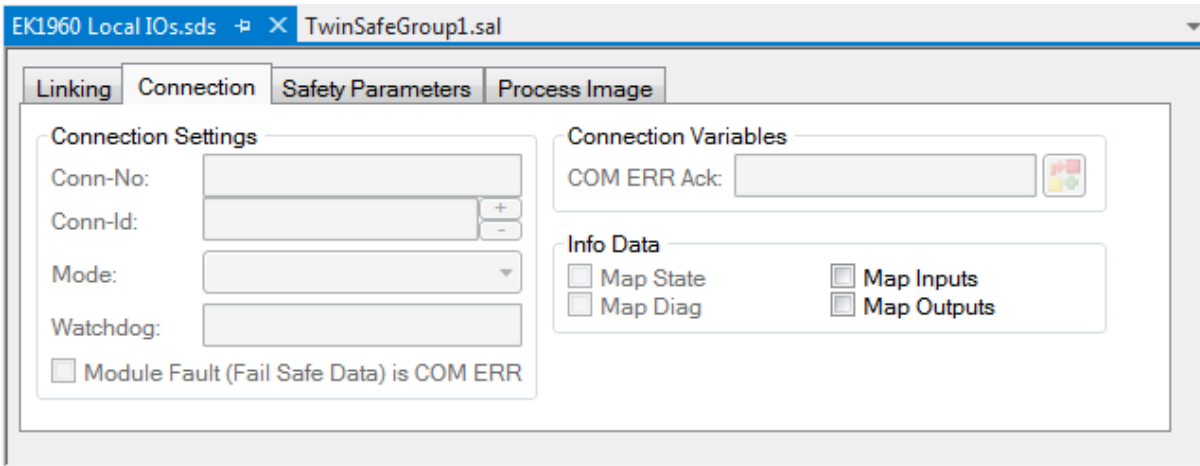 EK1960 Local IOs.sds TwinSafeGroup1.sal
Linking Connection Safety Parameters Process Image
Connection Settings
Conn-No:
Conn-Id:
+
-
Mode:
Watchdog:
Module Fault (Fail Safe Data) is COM ERR
Connection Variables
COM ERR Ack:
Info Data
Map State Map Inputs
Map Diag Map Outputs